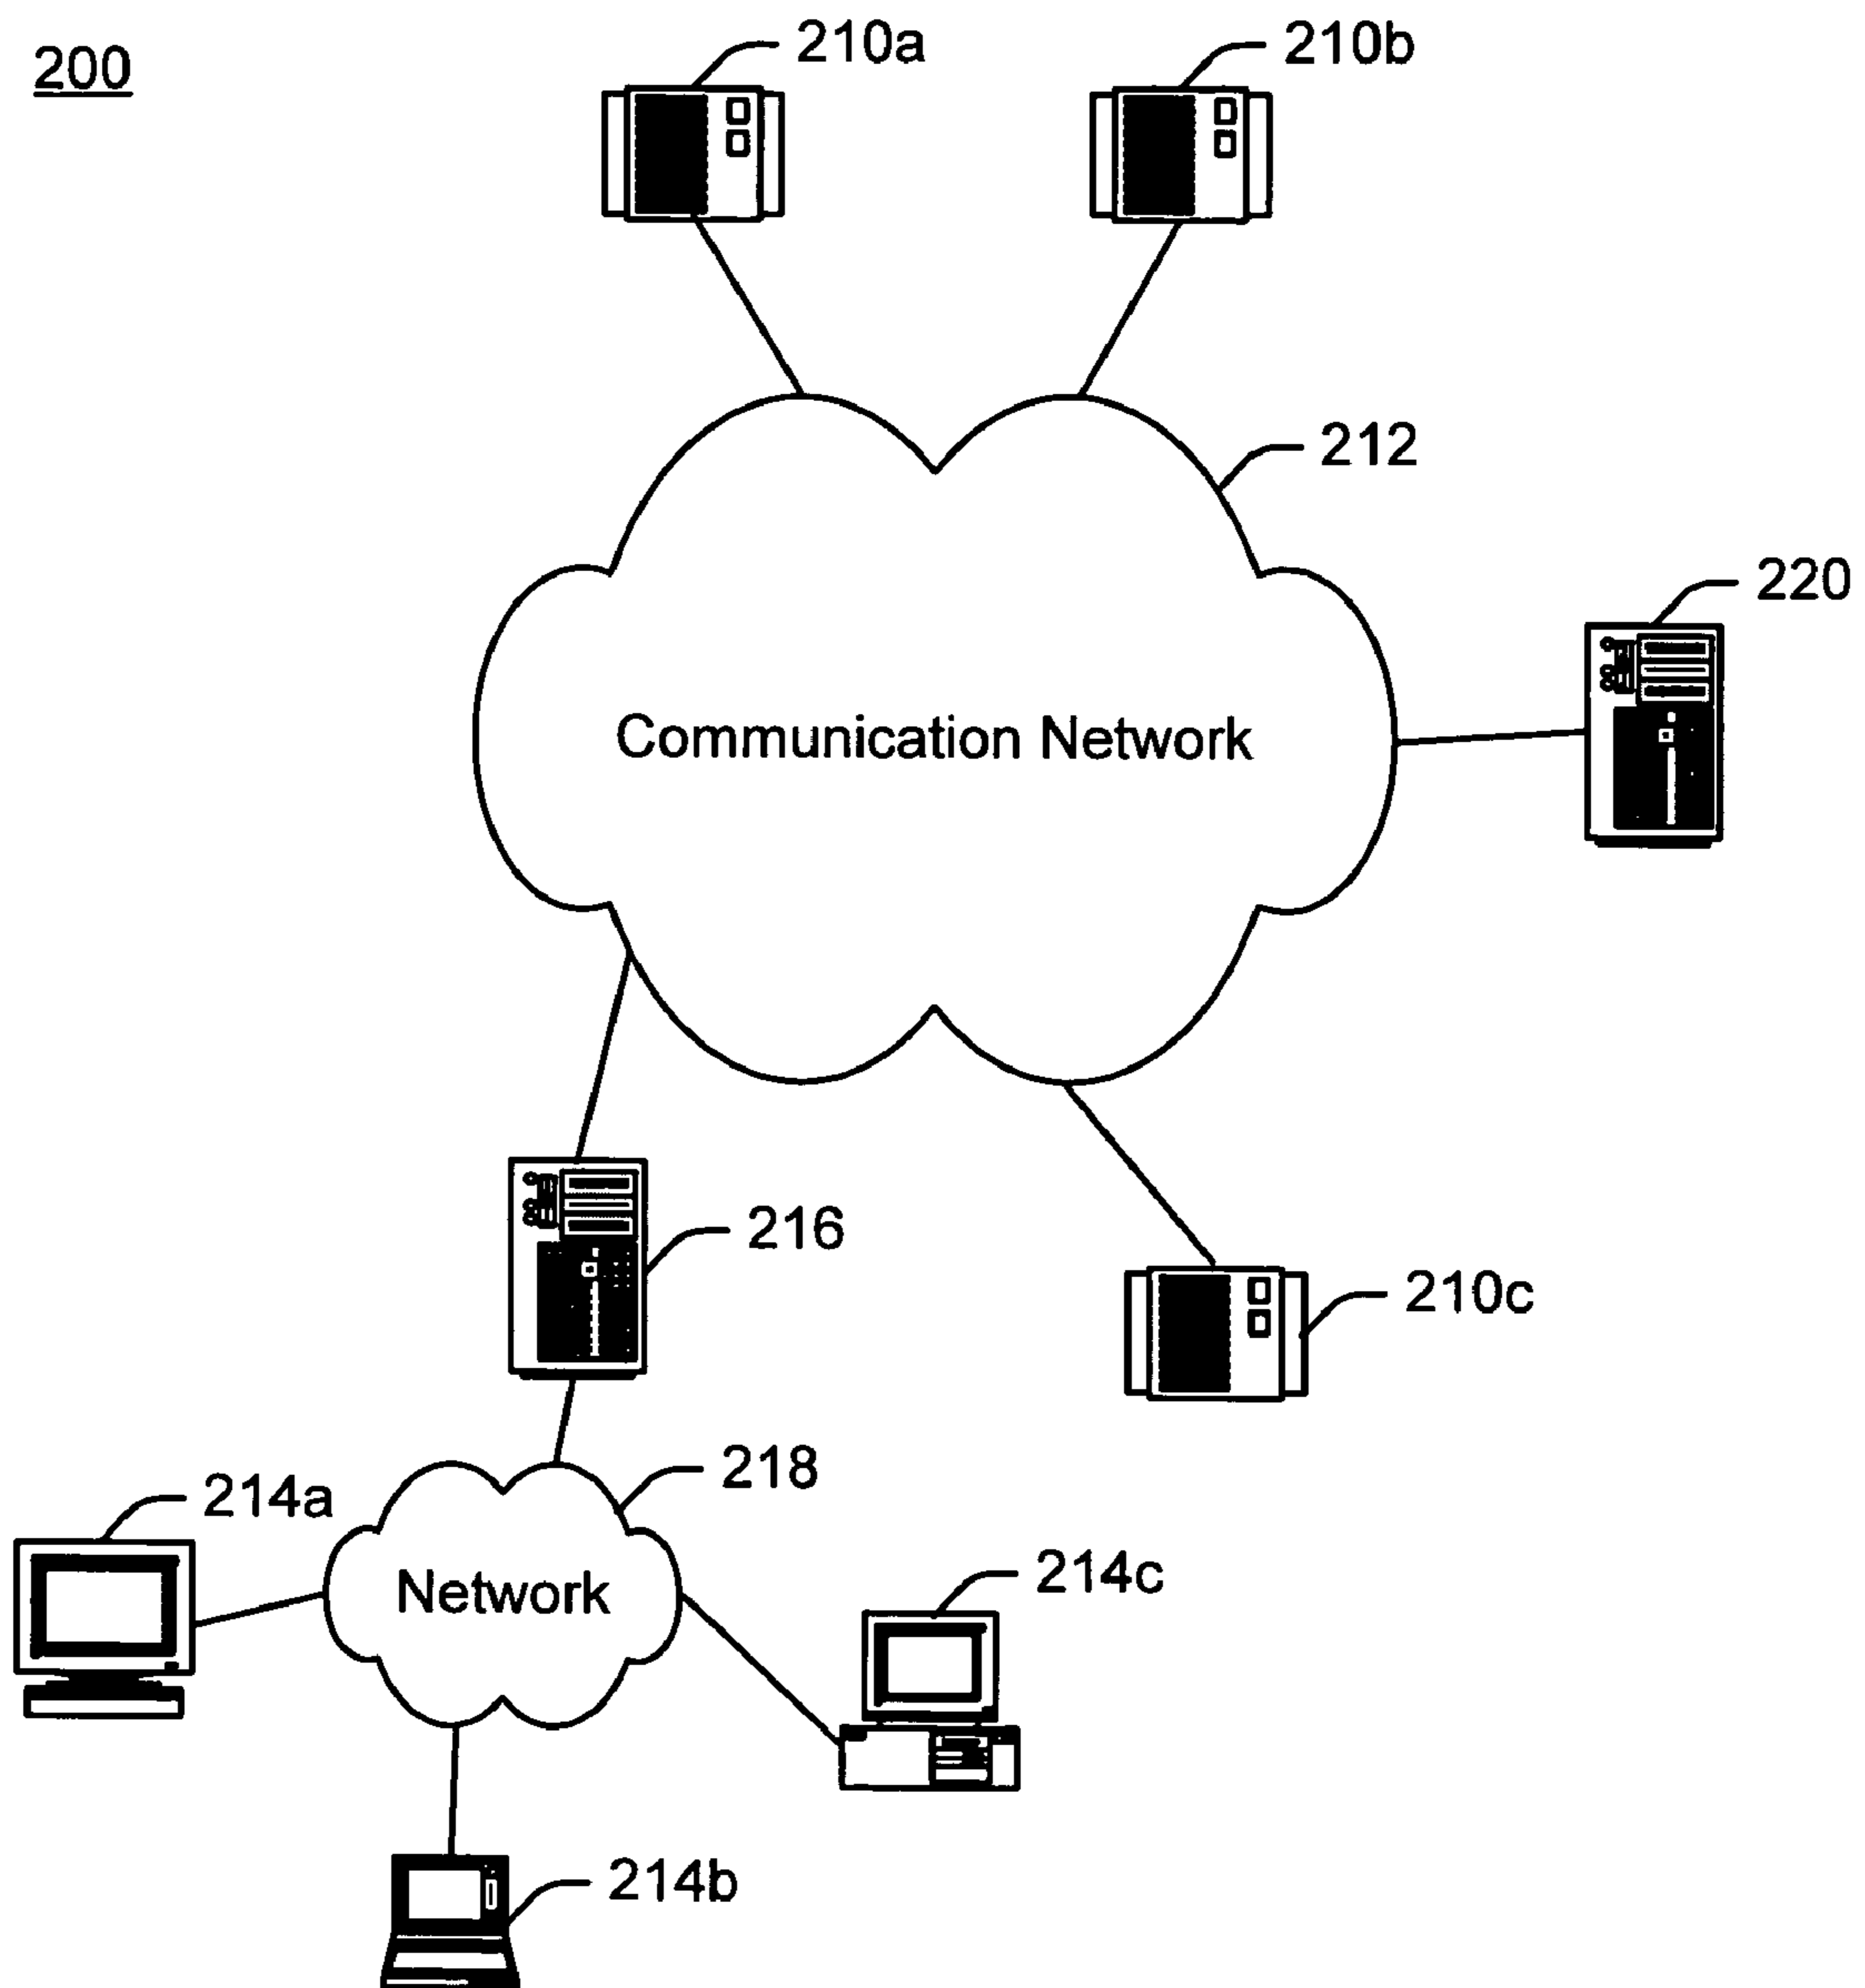 200
210a
210b
212
220
Communication Network
216
210c
218
214a
214c
Network
214b